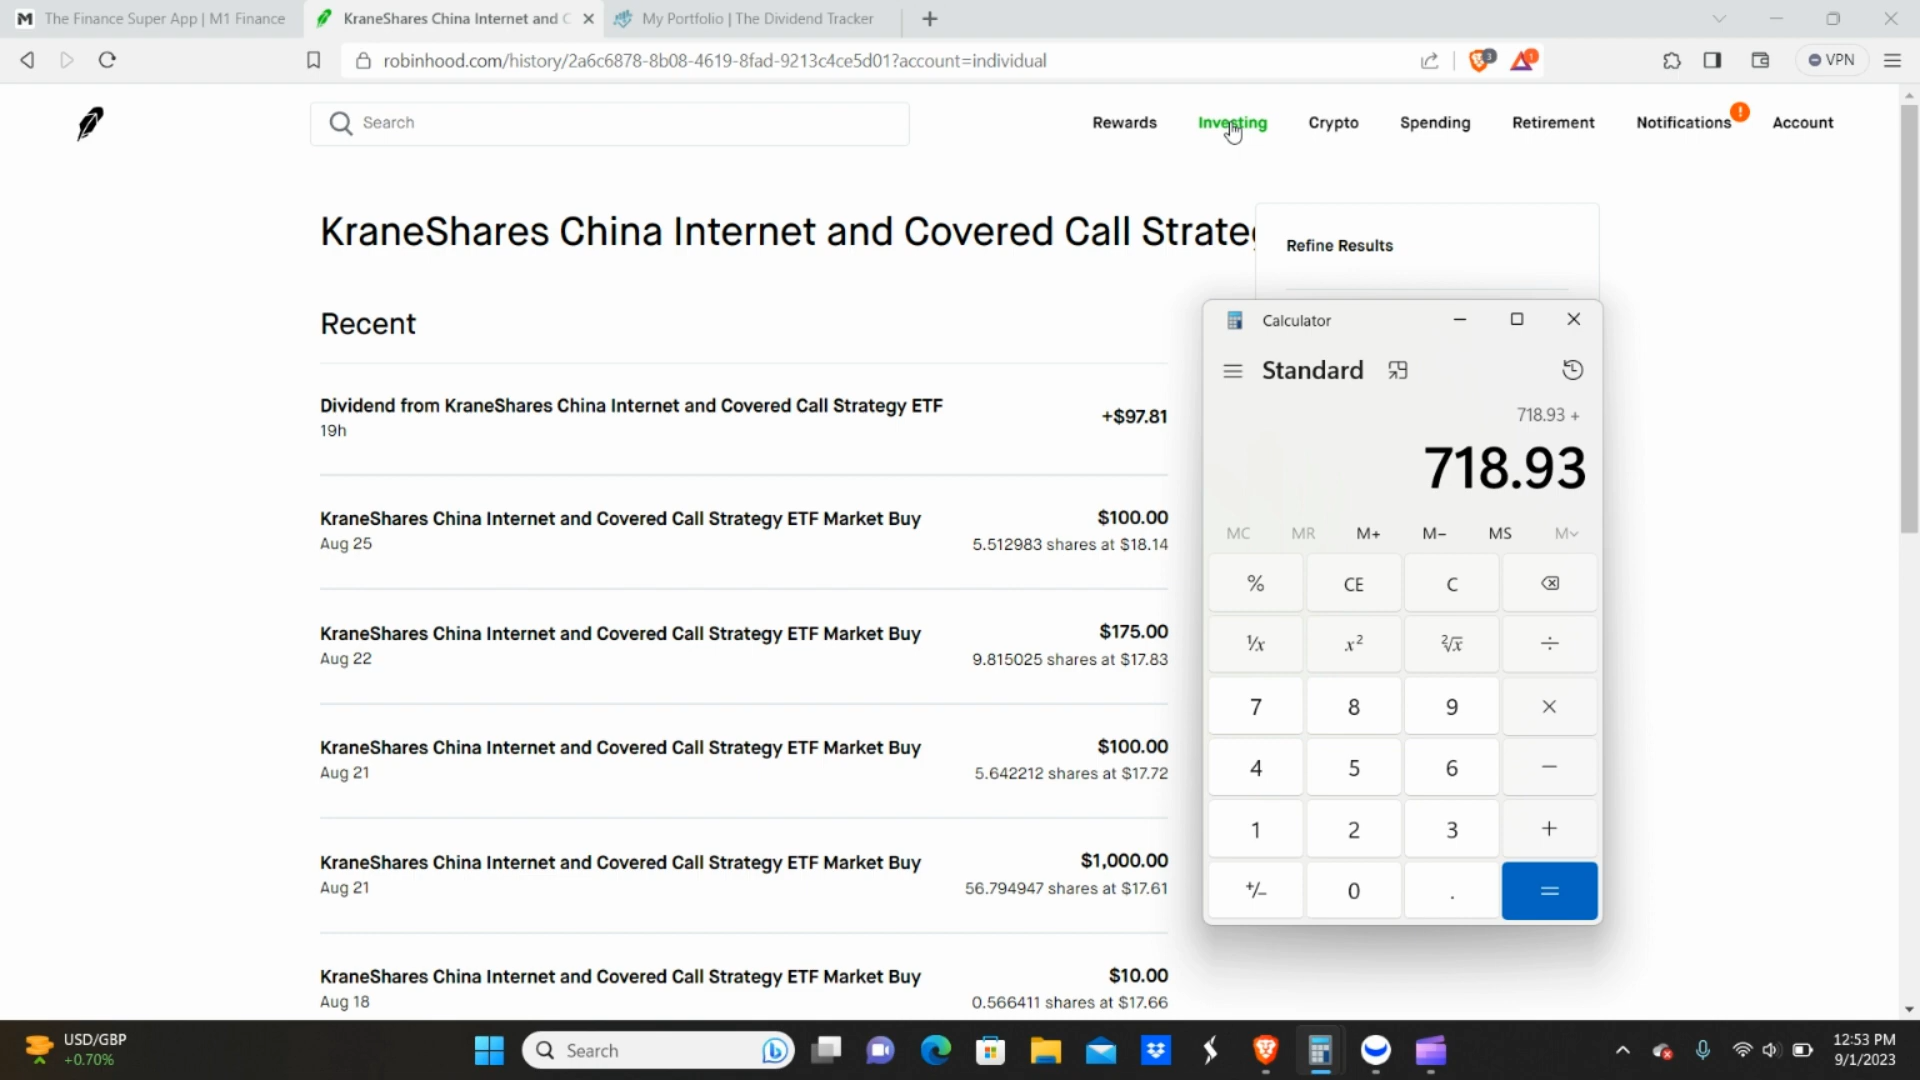 The Finance Super App | M1 Finance
KraneShares China Internet and C
My Portfolio | The Dividend Tracker
robinhood.com/history/2a6c6878-8b08-4619-8fad-9213c4ce5d01?account=individual
3
1
VPN
Search
Rewards
Investing
Crypto
Spending
Retirement
Notifications
!
Account
KraneShares China Internet and Covered Call Strateg
Refine Results
Recent
Dividend from KraneShares China Internet and Covered Call Strategy ETF
+$97.81
19h
KraneShares China Internet and Covered Call Strategy ETF Market Buy
$100.00
Aug 25
5.512983 shares at $18.14
KraneShares China Internet and Covered Call Strategy ETF Market Buy
$175.00
Aug 22
9.815025 shares at $17.83
KraneShares China Internet and Covered Call Strategy ETF Market Buy
$100.00
Aug 21
5.642212 shares at $17.72
KraneShares China Internet and Covered Call Strategy ETF Market Buy
$1,000.00
Aug 21
56.794947 shares at $17.61
KraneShares China Internet and Covered Call Strategy ETF Market Buy
$10.00
Aug 18
0.566411 shares at $17.66
Calculator
Standard
718.93 +
718.93
MC MR M+ M− MS M˅
% CE C
¹/x x² ²√x ÷
7 8 9 ×
4 5 6 −
1 2 3 +
+/− 0 . =
USD/GBP
+0.70%
Search
12:53 PM
9/1/2023